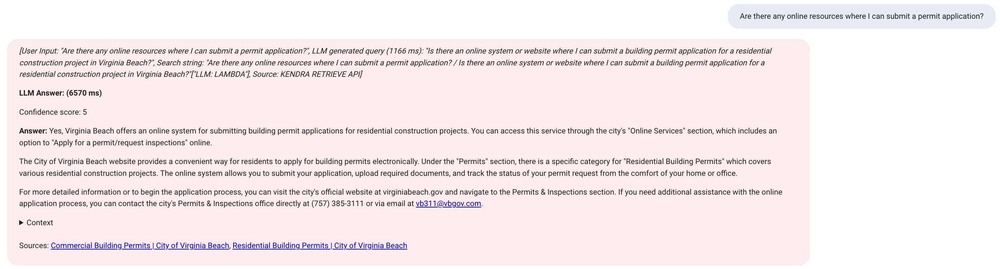 Are there any online resources where I can submit a permit application?
[User Input: "Are there any online resources where I can submit a permit application?", LLM generated query (1166 ms): "Is there an online system or website where I can submit a building permit application for a residential
construction project in Virginia Beach?", Search string: "Are there any online resources where I can submit a permit application? / Is there an online system or website where I can submit a building permit application for a
residential construction project in Virginia Beach?"["LLM: LAMBDA"], Source: KENDRA RETRIEVE API]
LLM Answer: (6570 ms)
Confidence score: 5
Answer: Yes, Virginia Beach offers an online system for submitting building permit applications for residential construction projects. You can access this service through the city's "Online Services" section, which includes an
option to "Apply for a permit/request inspections" online.
The City of Virginia Beach website provides a convenient way for residents to apply for building permits electronically. Under the "Permits" section, there is a specific category for "Residential Building Permits" which covers
various residential construction projects. The online system allows you to submit your application, upload required documents, and track the status of your permit request from the comfort of your home or office.
For more detailed information or to begin the application process, you can visit the city's official website at virginiabeach.gov and navigate to the Permits & Inspections section. If you need additional assistance with the online
application process, you can contact the city's Permits & Inspections office directly at (757) 385-3111 or via email at vb311@vbgov.com.
▶ Context
Sources: Commercial Building Permits | City of Virginia Beach, Residential Building Permits | City of Virginia Beach